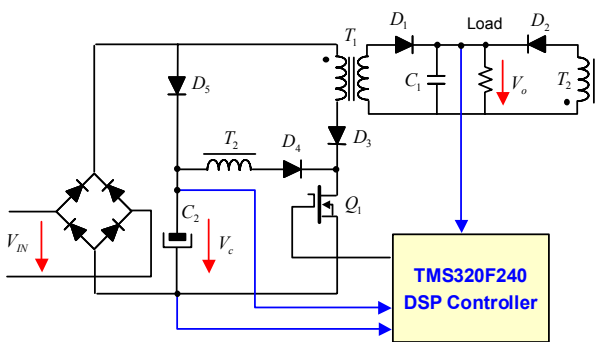 T1
D1
Load
D2
D5
C1
Vo
T2
T2
D4
D3
C2
Q1
VIN
Vc
TMS320F240
DSP Controller